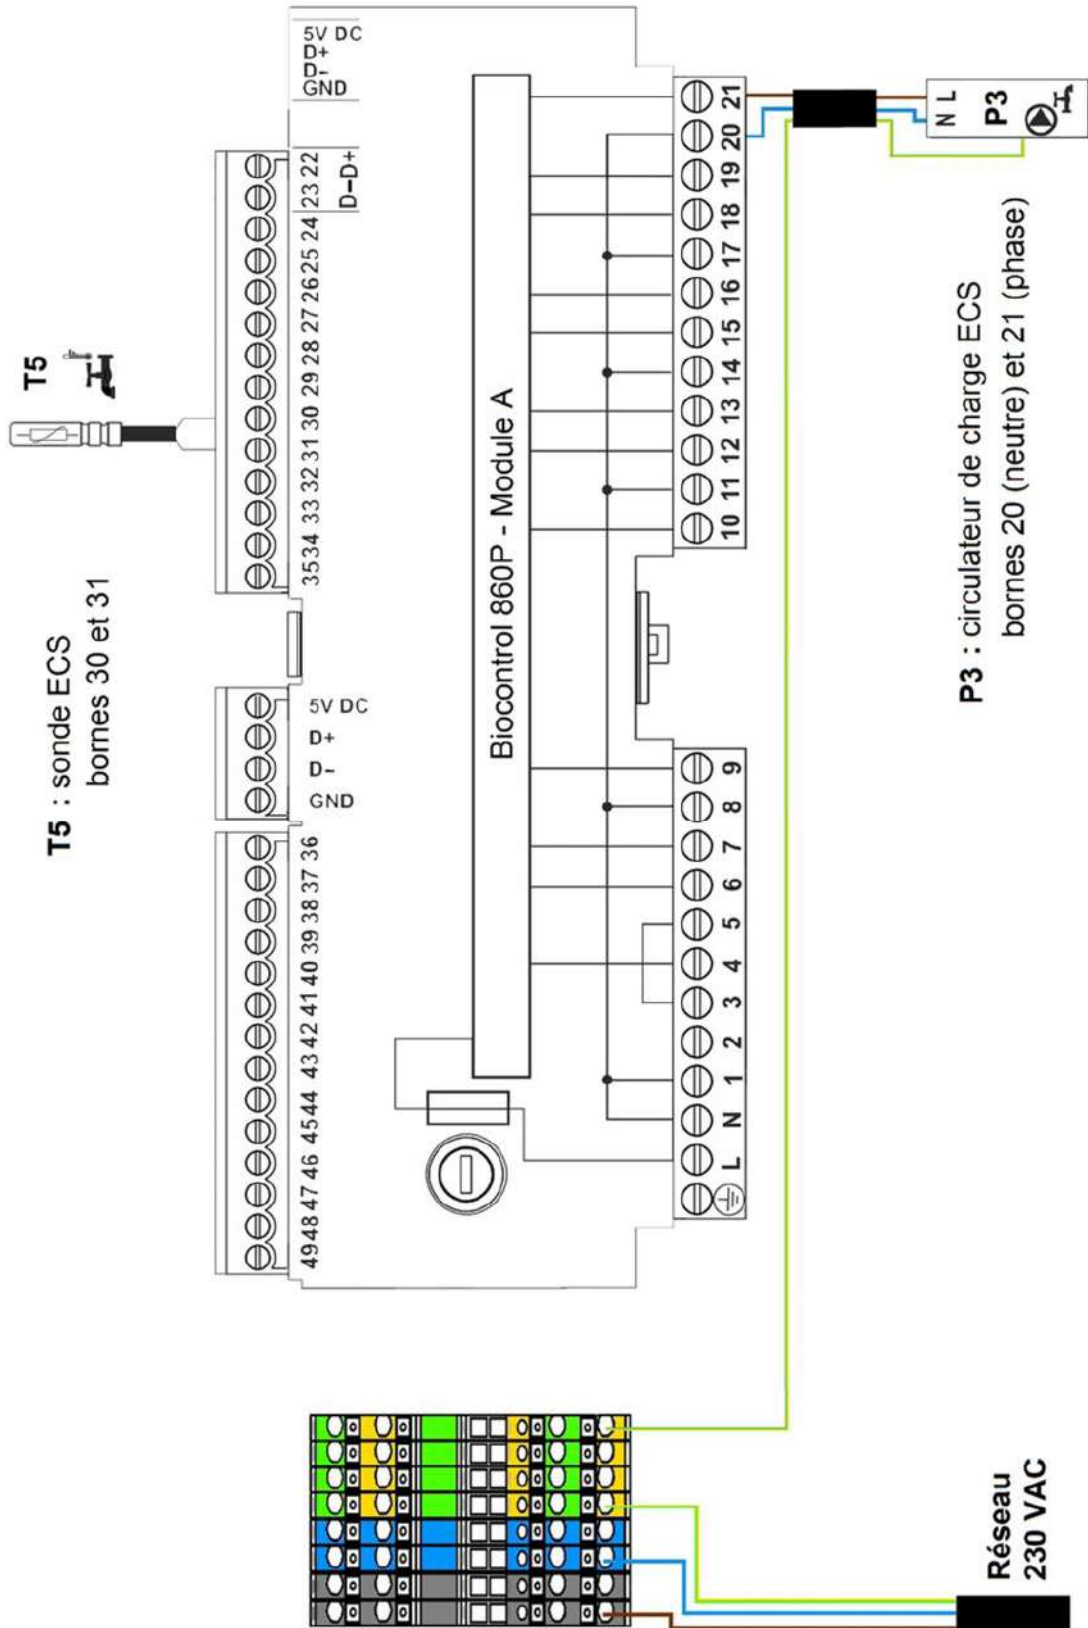 T5
T5 : sonde ECS
bornes 30 et 31
5V DC
D+
D-
GND
D-D+
22
23
24
25
26
27
28
29
30
31
32
33
34
35
5V DC
D+
D-
GND
36
37
38
39
40
41
42
43
44
45
46
47
48
49
Biocontrol 860P - Module A
21
20
19
18
17
16
15
14
13
12
11
10
9
8
7
6
5
4
3
2
1
N
L
N L
P3
P3 : circulateur de charge ECS
bornes 20 (neutre) et 21 (phase)
Réseau
230 VAC